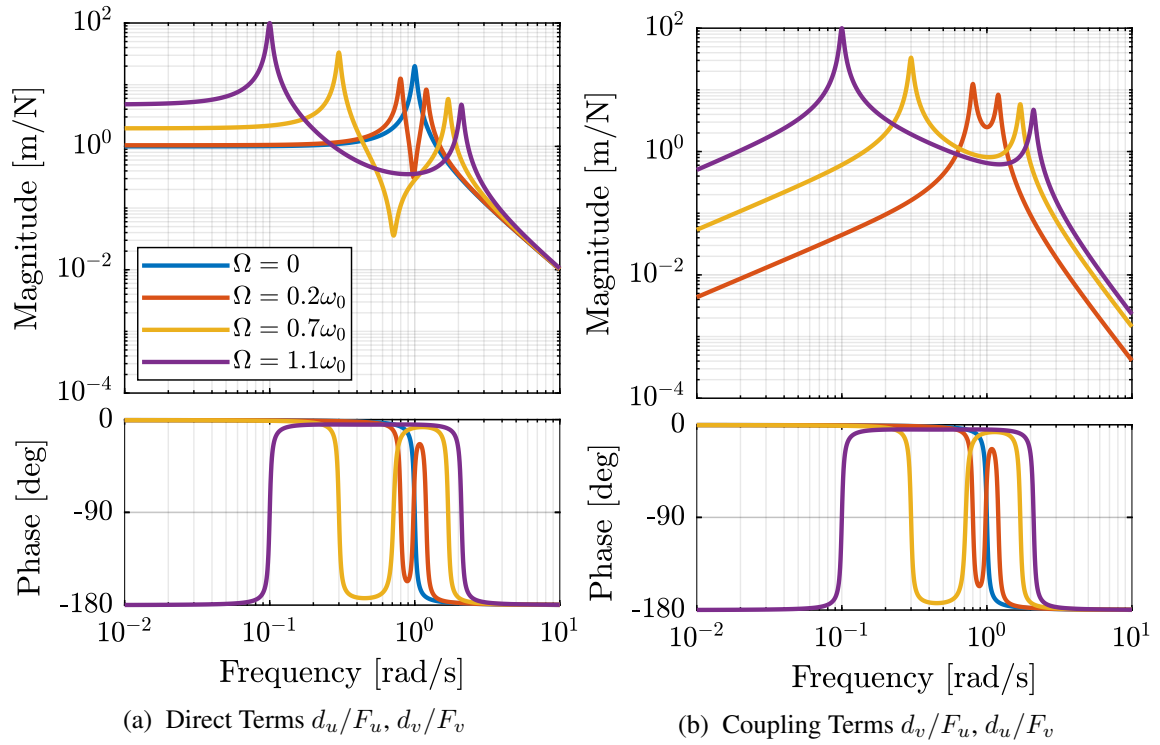 10^2
10^0
10^-2
10^-4
Magnitude [m/N]
Ω = 0
Ω = 0.2ω_0
Ω = 0.7ω_0
Ω = 1.1ω_0
0
-90
-180
Phase [deg]
10^-2 10^-1 10^0 10^1
Frequency [rad/s]
(a) Direct Terms d_u/F_u, d_v/F_v
10^2
10^0
10^-2
10^-4
Magnitude [m/N]
0
-90
-180
Phase [deg]
10^-2 10^-1 10^0 10^1
Frequency [rad/s]
(b) Coupling Terms d_v/F_u, d_u/F_v